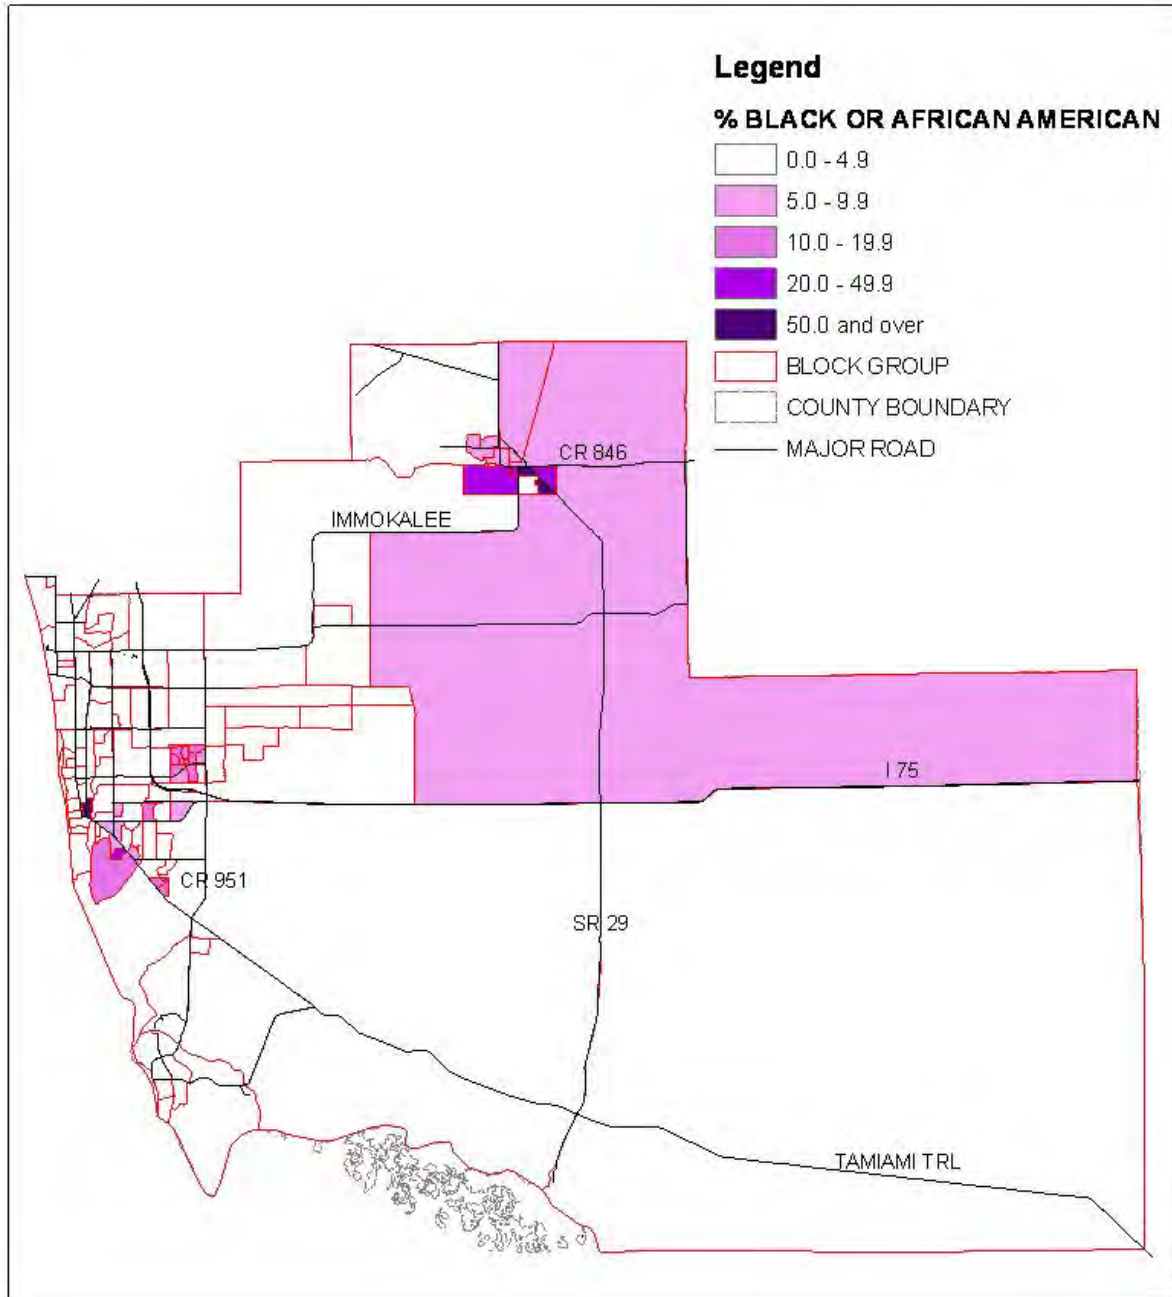 Legend
% BLACK OR AFRICAN AMERICAN
0.0 - 4.9
5.0 - 9.9
10.0 - 19.9
20.0 - 49.9
50.0 and over
BLOCK GROUP
COUNTY BOUNDARY
MAJOR ROAD
CR 846
IMMOKALEE
I 75
CR 951
SR 29
TAMIAMI TRL